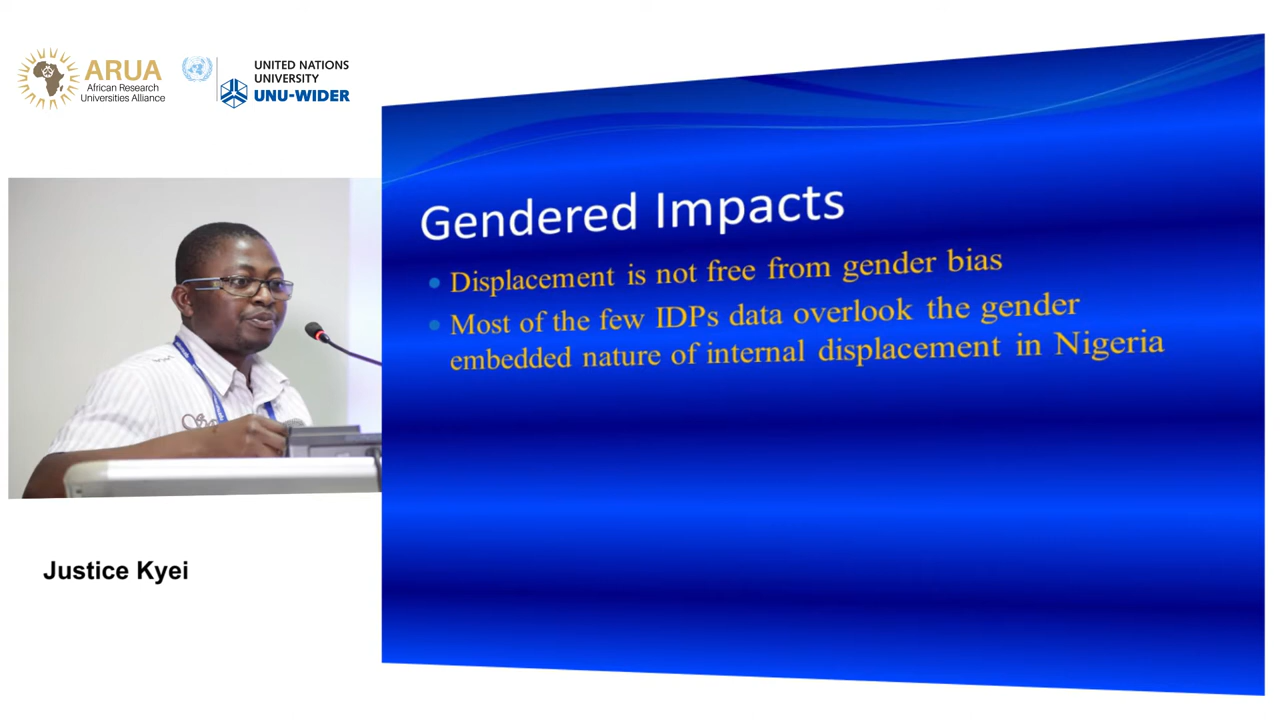 ARUA
African Research
Universities Alliance
UNITED NATIONS
UNIVERSITY
UNU-WIDER
Gendered Impacts
Displacement is not free from gender bias
Most of the few IDPs data overlook the gender
embedded nature of internal displacement in Nigeria
Justice Kyei